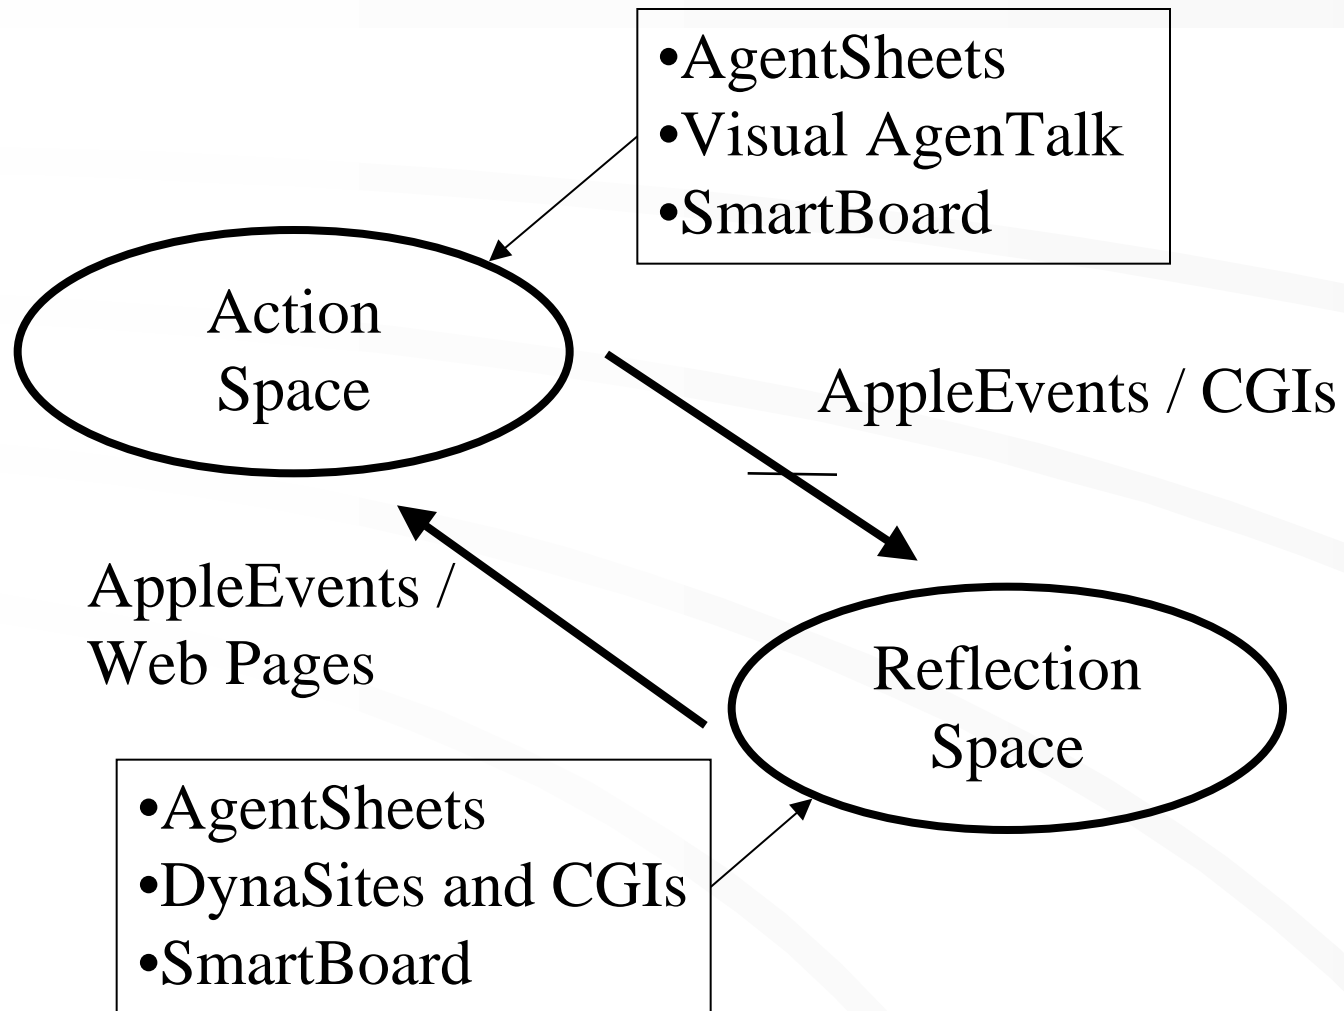 •AgentSheets
•Visual AgenTalk
•SmartBoard
Action
Space
AppleEvents / CGIs
AppleEvents /
Web Pages
Reflection
Space
•AgentSheets
•DynaSites and CGIs
•SmartBoard